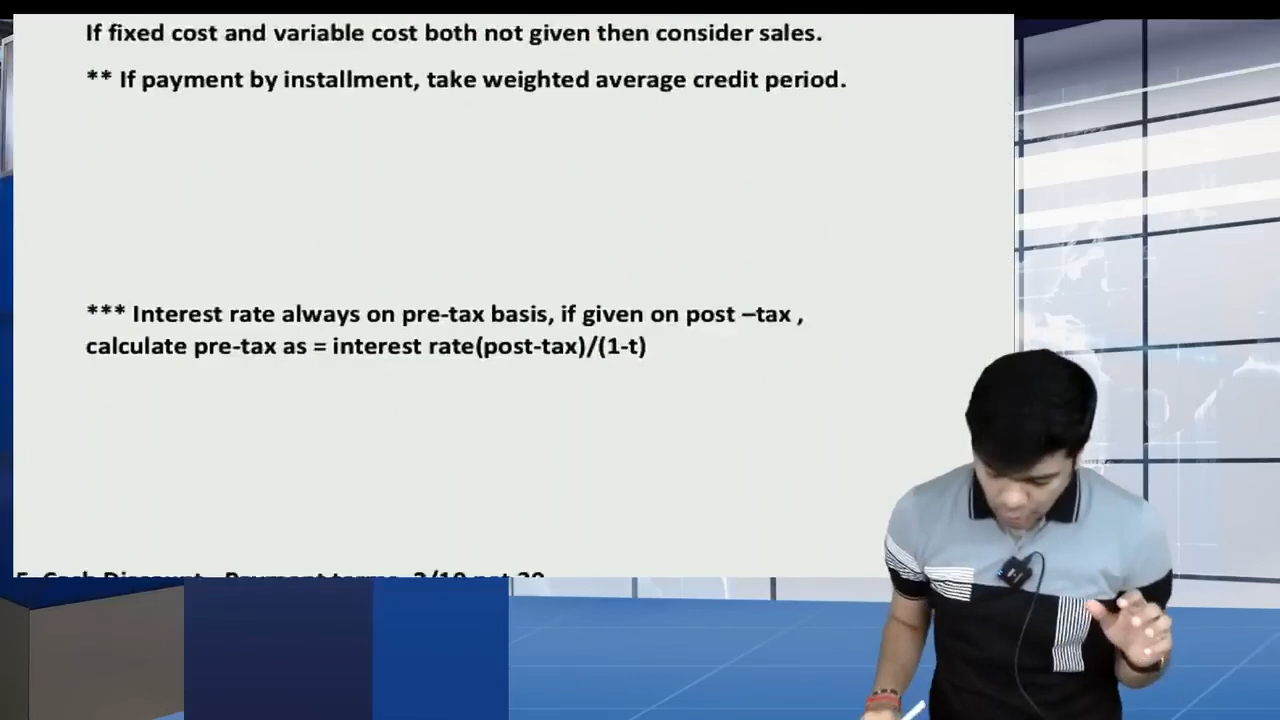 If fixed cost and variable cost both not given then consider sales.
** If payment by installment, take weighted average credit period.
*** Interest rate always on pre-tax basis, if given on post –tax ,
calculate pre-tax as = interest rate(post-tax)/(1-t)